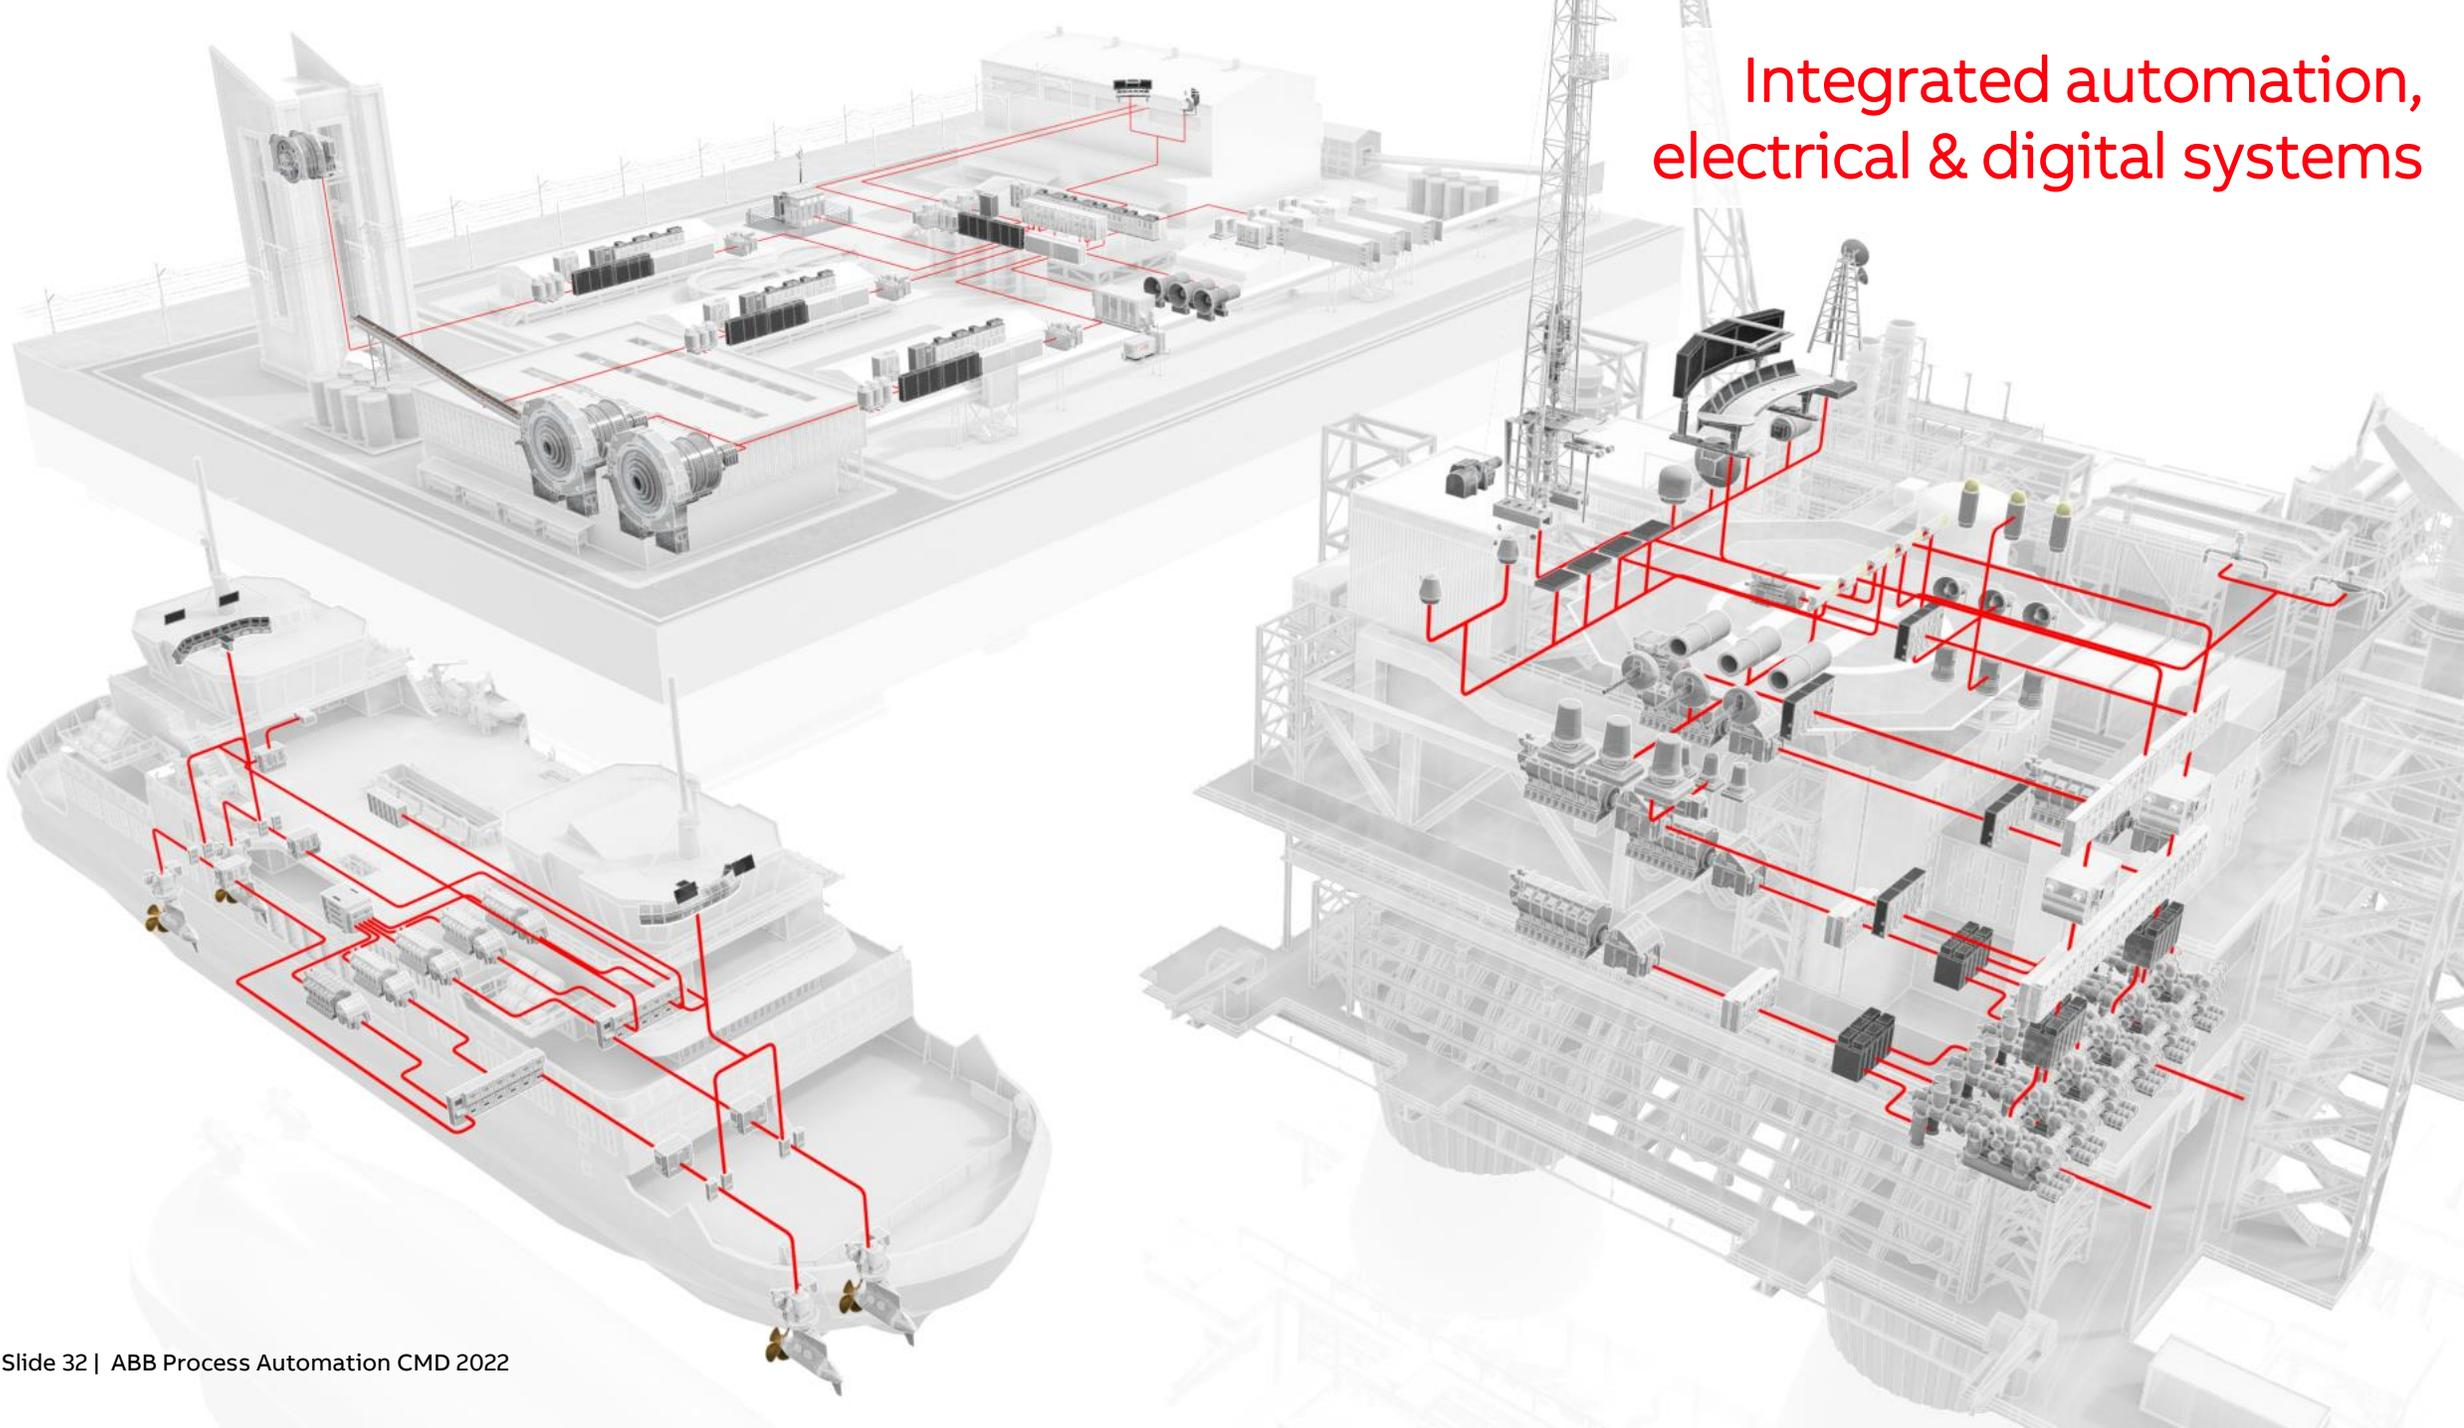 Integrated automation,
electrical & digital systems
Slide 32 | ABB Process Automation CMD 2022